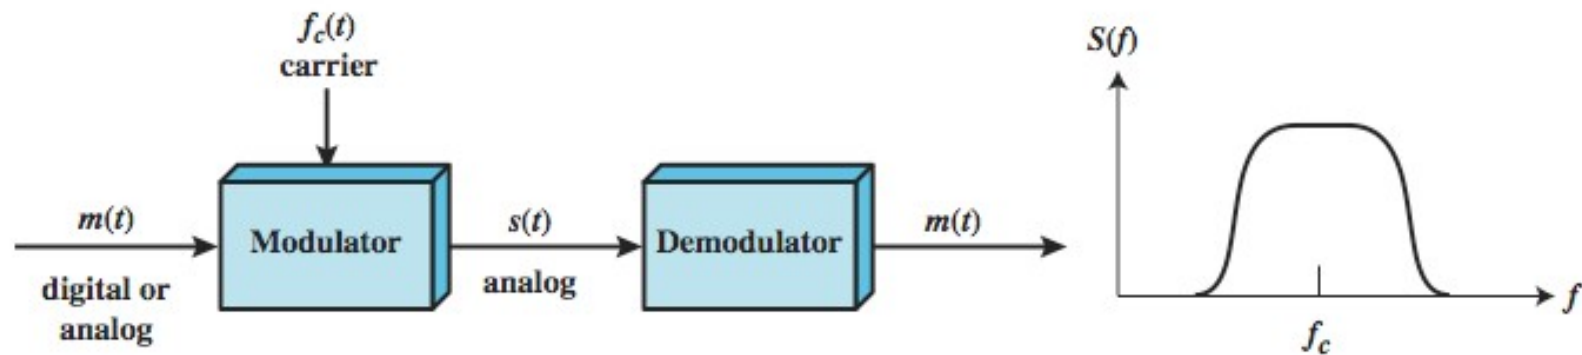 f_c(t)
carrier
m(t)
digital or
analog
Modulator
s(t)
analog
Demodulator
m(t)
S(f)
f
f_c